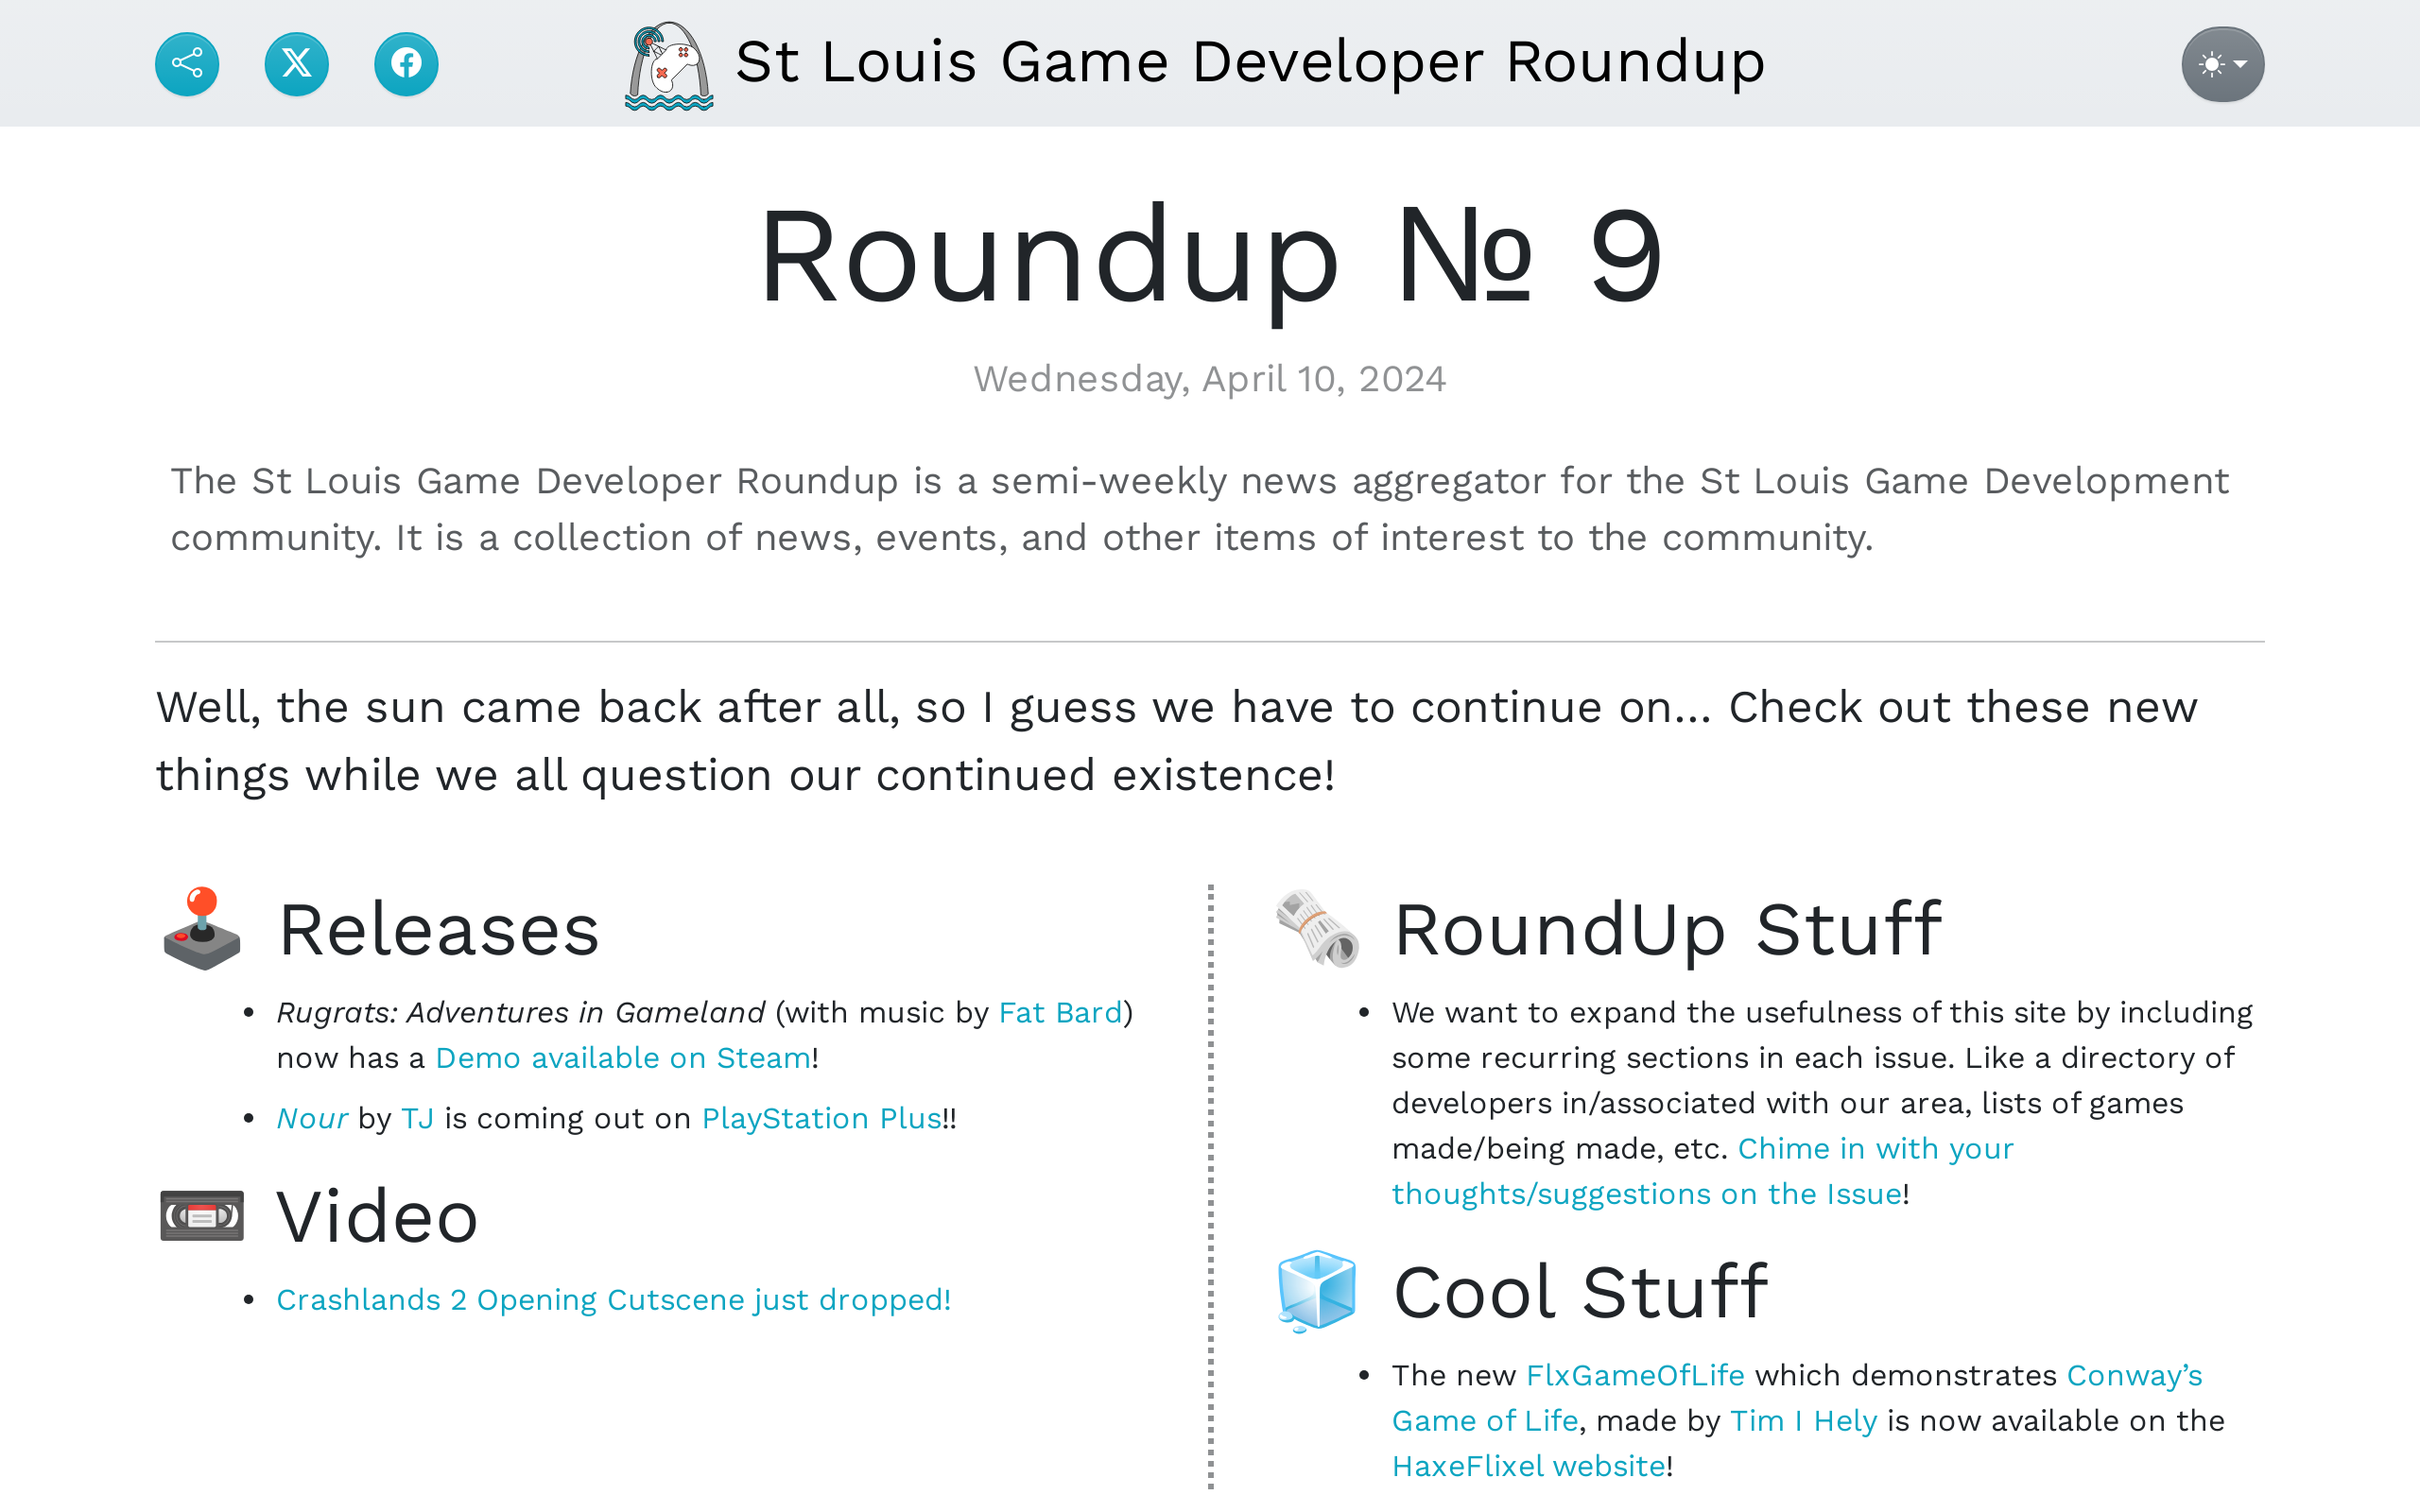 St Louis Game Developer Roundup
Roundup № 9
Wednesday, April 10, 2024
The St Louis Game Developer Roundup is a semi-weekly news aggregator for the St Louis Game Development
community. It is a collection of news, events, and other items of interest to the community.
Well, the sun came back after all, so I guess we have to continue on... Check out these new
things while we all question our continued existence!
Releases
• Rugrats: Adventures in Gameland (with music by Fat Bard)
now has a Demo available on Steam!
• Nour by TJ is coming out on PlayStation Plus!!
Video
• Crashlands 2 Opening Cutscene just dropped!
RoundUp Stuff
• We want to expand the usefulness of this site by including
some recurring sections in each issue. Like a directory of
developers in/associated with our area, lists of games
made/being made, etc. Chime in with your
thoughts/suggestions on the Issue!
Cool Stuff
• The new FlxGameOfLife which demonstrates Conway’s
Game of Life, made by Tim I Hely is now available on the
HaxeFlixel website!